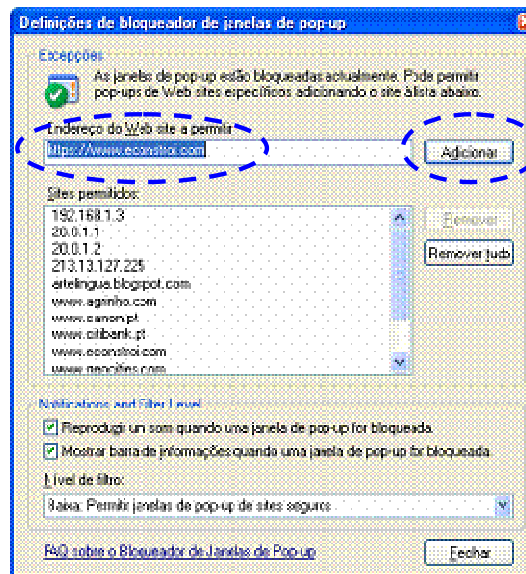 Definições de bloqueador de janelas de pop-up
Excepções
As janelas de pop-up estão bloqueadas actualmente. Pode permitir
pop-ups de Web sites específicos adicionando o site à lista abaixo.
Endereço do Web site a permitir:
https://www.econstroi.com
Adicionar
Sites permitidos:
192.168.1.3
20.0.1.1
20.0.1.2
213.13.127.225
artelingua.blogspot.com
www.agrinho.com
www.canon.pt
www.citibank.pt
www.econstroi.com
www.geocities.com
Remover
Remover tudo
Notifications and Filter Level
Reproduzir um som quando uma janela de pop-up for bloqueada.
Mostrar barra de informações quando uma janela de pop-up for bloqueada.
Nível de filtro:
Baixa: Permitir janelas de pop-up de sites seguros
FAQ sobre o Bloqueador de Janelas de Pop-up
Fechar